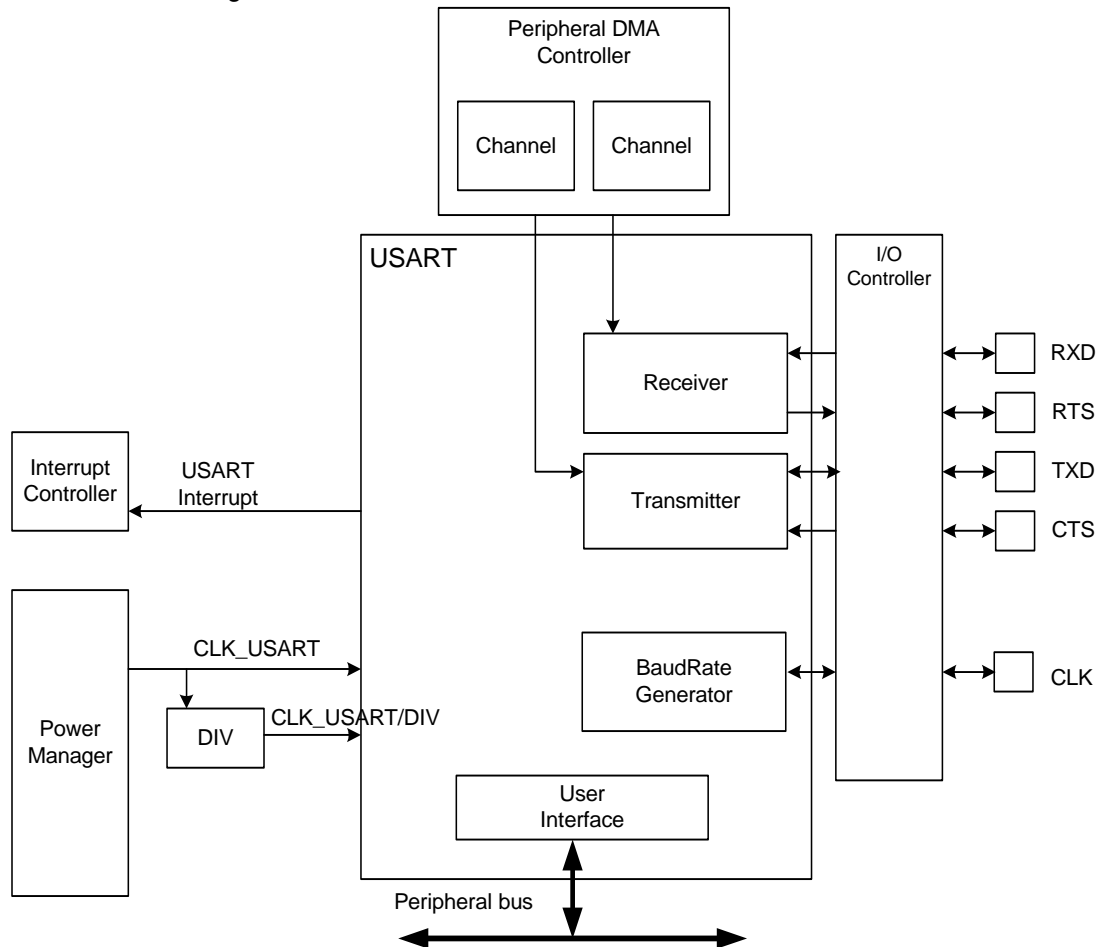 Peripheral DMA
Controller
Channel
Channel
USART
I/O
Controller
Receiver
RXD
RTS
Interrupt
Controller
USART
Interrupt
Transmitter
TXD
CTS
CLK_USART
BaudRate
Generator
CLK
Power
Manager
DIV
CLK_USART/DIV
User
Interface
Peripheral bus